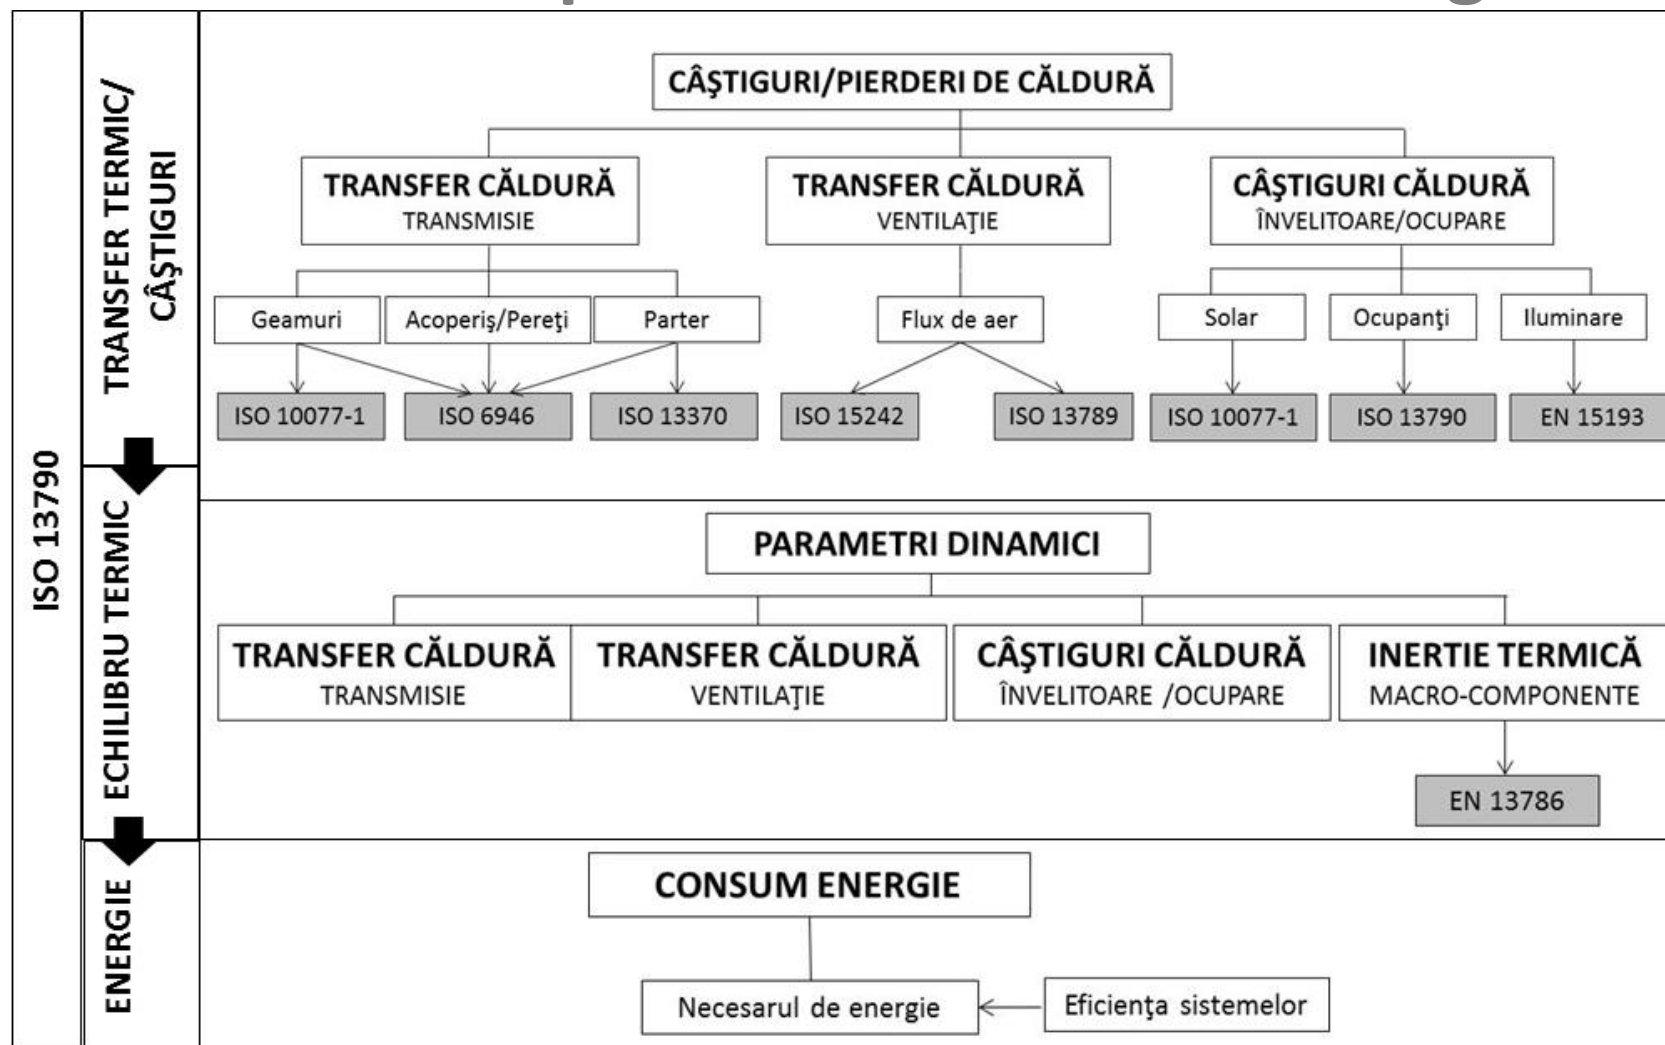 ISO 13790
TRANSFER TERMIC/
CÂŞTIGURI
CÂŞTIGURI/PIERDERI DE CĂLDURĂ
TRANSFER CĂLDURĂ
TRANSMISIE
TRANSFER CĂLDURĂ
VENTILAŢIE
CÂŞTIGURI CĂLDURĂ
ÎNVELITOARE/OCUPARE
Geamuri
Acoperiş/Pereţi
Parter
Flux de aer
Solar
Ocupanţi
Iluminare
ISO 10077-1
ISO 6946
ISO 13370
ISO 15242
ISO 13789
ISO 10077-1
ISO 13790
EN 15193
ECHILIBRU TERMIC
PARAMETRI DINAMICI
TRANSFER CĂLDURĂ
TRANSMISIE
TRANSFER CĂLDURĂ
VENTILAŢIE
CÂŞTIGURI CĂLDURĂ
ÎNVELITOARE /OCUPARE
INERTIE TERMICĂ
MACRO-COMPONENTE
EN 13786
ENERGIE
CONSUM ENERGIE
Necesarul de energie
Eficienţa sistemelor